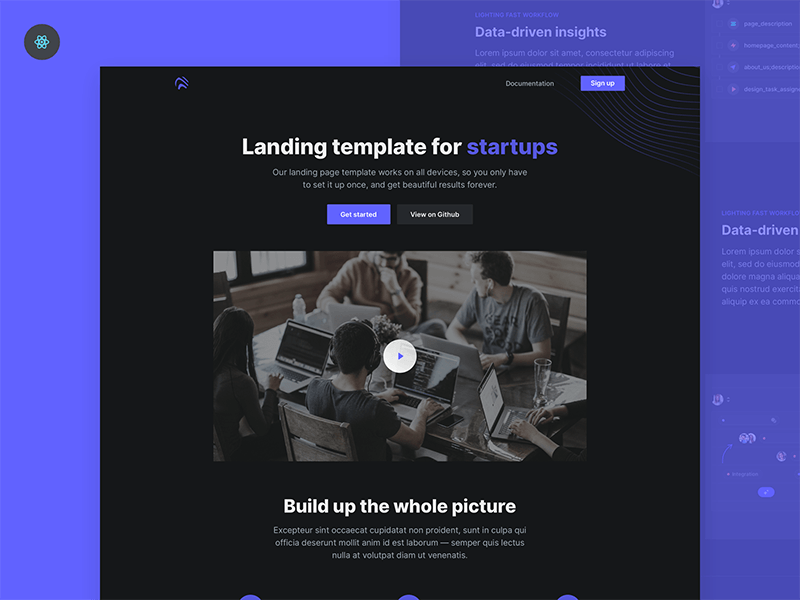 LIGHTING FAST WORKFLOW
Data-driven insights
Lorem ipsum dolor sit amet, consectetur adipiscing
elit, sed do eiusmod tempor incididunt ut labore et
page_description
homepage_content
about_us;descriptio
design_task_assigne
Documentation
Sign up
Landing template for startups
Our landing page template works on all devices, so you only have
to set it up once, and get beautiful results forever.
Get started
View on Github
LIGHTING FAST WORKFLO
Data-driven
Lorem ipsum dolor s
elit, sed do eiusmod
dolore magna aliqua
quis nostrud exercita
aliquip ex ea commo
Integration
Build up the whole picture
Excepteur sint occaecat cupidatat non proident, sunt in culpa qui
officia deserunt mollit anim id est laborum — semper quis lectus
nulla at volutpat diam ut venenatis.